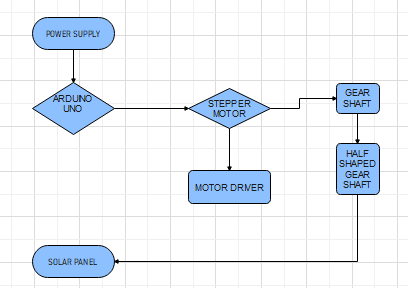 POWER SUPPLY
ARDUINO
UNO
STEPPER
MOTOR
GEAR
SHAFT
HALF
SHAPED
GEAR
SHAFT
MOTOR DRIVER
SOLAR PANEL